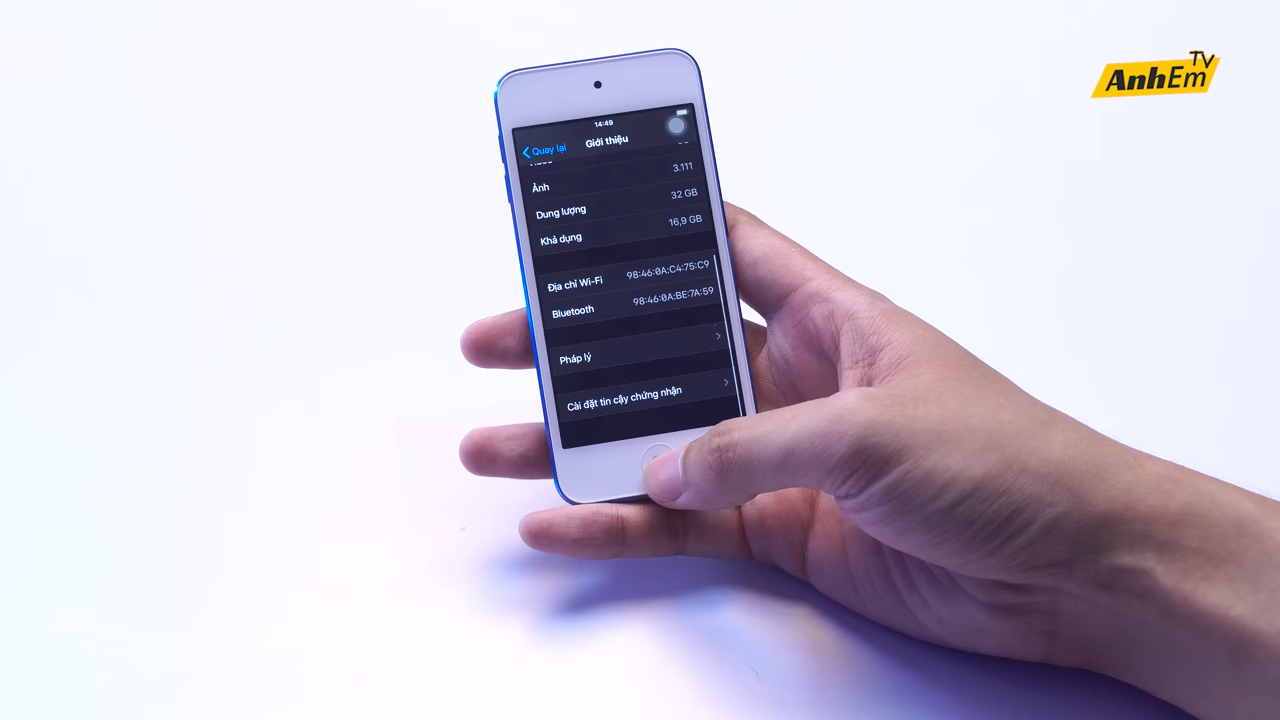 AnhEm TV
14:49
Quay lại
Giới thiệu
Ảnh 3.111
Dung lượng 32 GB
Khả dụng 16,9 GB
Địa chỉ Wi-Fi 98:46:0A:C4:75:C9
Bluetooth 98:46:0A:BE:7A:59
Pháp lý
Cài đặt tin cậy chứng nhận